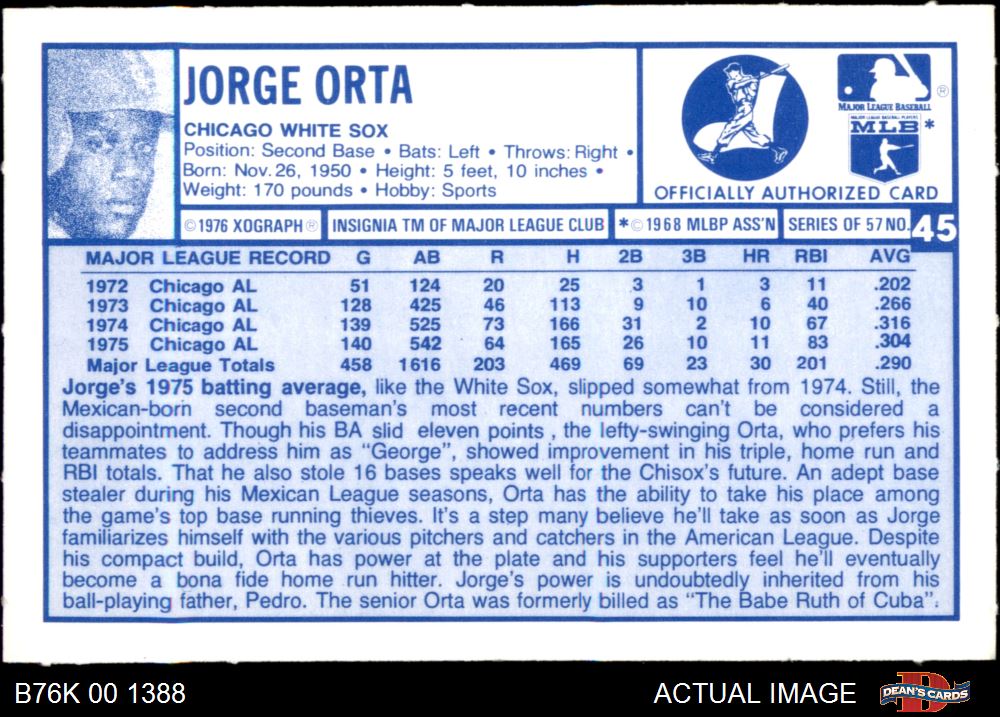 JORGE ORTA
CHICAGO WHITE SOX
Position: Second Base • Bats: Left • Throws: Right •
Born: Nov. 26, 1950 • Height: 5 feet, 10 inches •
Weight: 170 pounds • Hobby: Sports
®
MAJOR LEAGUE BASEBALL
MAJOR LEAGUE BASEBALL PLAYERS
MLB *
OFFICIALLY AUTHORIZED CARD
© 1976 XOGRAPH ® INSIGNIA TM OF MAJOR LEAGUE CLUB * © 1968 MLBP ASS'N SERIES OF 57 NO. 45
MAJOR LEAGUE RECORD G AB R H 2B 3B HR RBI AVG
1972 Chicago AL 51 124 20 25 3 1 3 11 .202
1973 Chicago AL 128 425 46 113 9 10 6 40 .266
1974 Chicago AL 139 525 73 166 31 2 10 67 .316
1975 Chicago AL 140 542 64 165 26 10 11 83 .304
Major League Totals 458 1616 203 469 69 23 30 201 .290
Jorge's 1975 batting average, like the White Sox, slipped somewhat from 1974. Still, the
Mexican-born second baseman's most recent numbers can't be considered a
disappointment. Though his BA slid eleven points , the lefty-swinging Orta, who prefers his
teammates to address him as "George", showed improvement in his triple, home run and
RBI totals. That he also stole 16 bases speaks well for the Chisox's future. An adept base
stealer during his Mexican League seasons, Orta has the ability to take his place among
the game's top base running thieves. It's a step many believe he'll take as soon as Jorge
familiarizes himself with the various pitchers and catchers in the American League. Despite
his compact build, Orta has power at the plate and his supporters feel he'll eventually
become a bona fide home run hitter. Jorge's power is undoubtedly inherited from his
ball-playing father, Pedro. The senior Orta was formerly billed as "The Babe Ruth of Cuba".
B76K 00 1388
ACTUAL IMAGE
DEAN'S CARDS